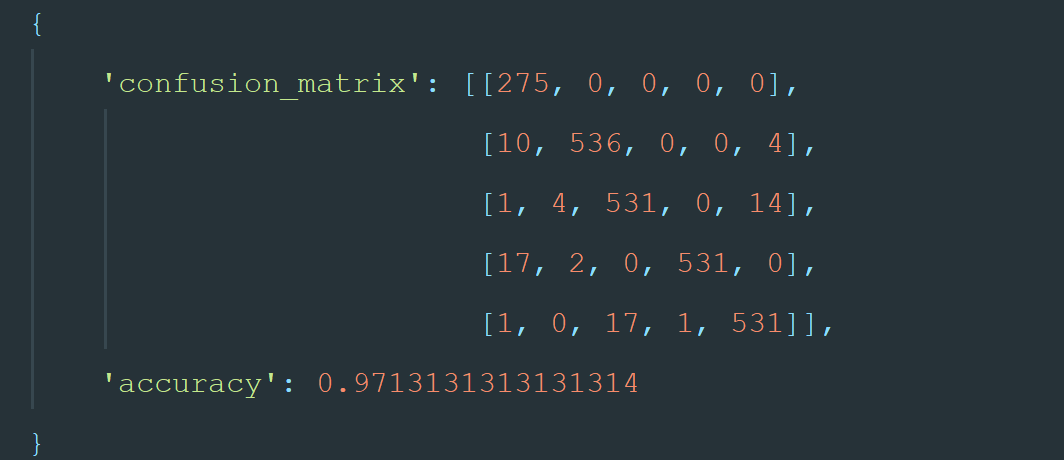 {
'confusion_matrix': [[275, 0, 0, 0, 0],
[10, 536, 0, 0, 4],
[1, 4, 531, 0, 14],
[17, 2, 0, 531, 0],
[1, 0, 17, 1, 531]],
'accuracy': 0.9713131313131314
}